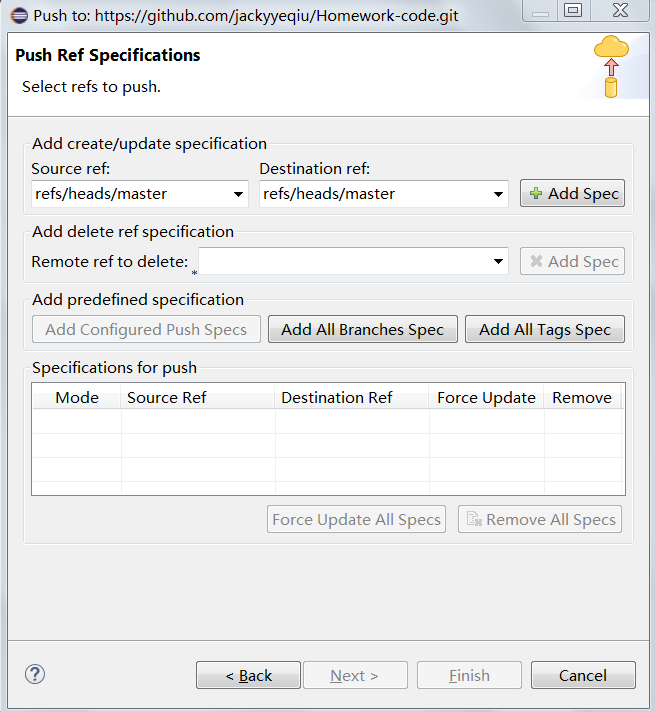 Push to: https://github.com/jackyyeqiu/Homework-code.git
Push Ref Specifications
Select refs to push.
Add create/update specification
Source ref: Destination ref:
refs/heads/master refs/heads/master Add Spec
Add delete ref specification
Remote ref to delete: * Add Spec
Add predefined specification
Add Configured Push Specs Add All Branches Spec Add All Tags Spec
Specifications for push
Mode Source Ref Destination Ref Force Update Remove
Force Update All Specs Remove All Specs
? < Back Next > Finish Cancel